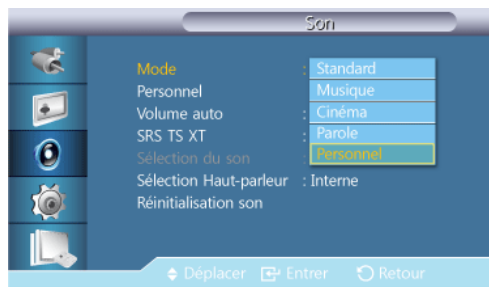 Son
Mode : Standard
Personnel Musique
Volume auto : Cinéma
SRS TS XT : Parole
Sélection du son : Personnel
Sélection Haut-parleur : Interne
Réinitialisation son
Déplacer Entrer Retour